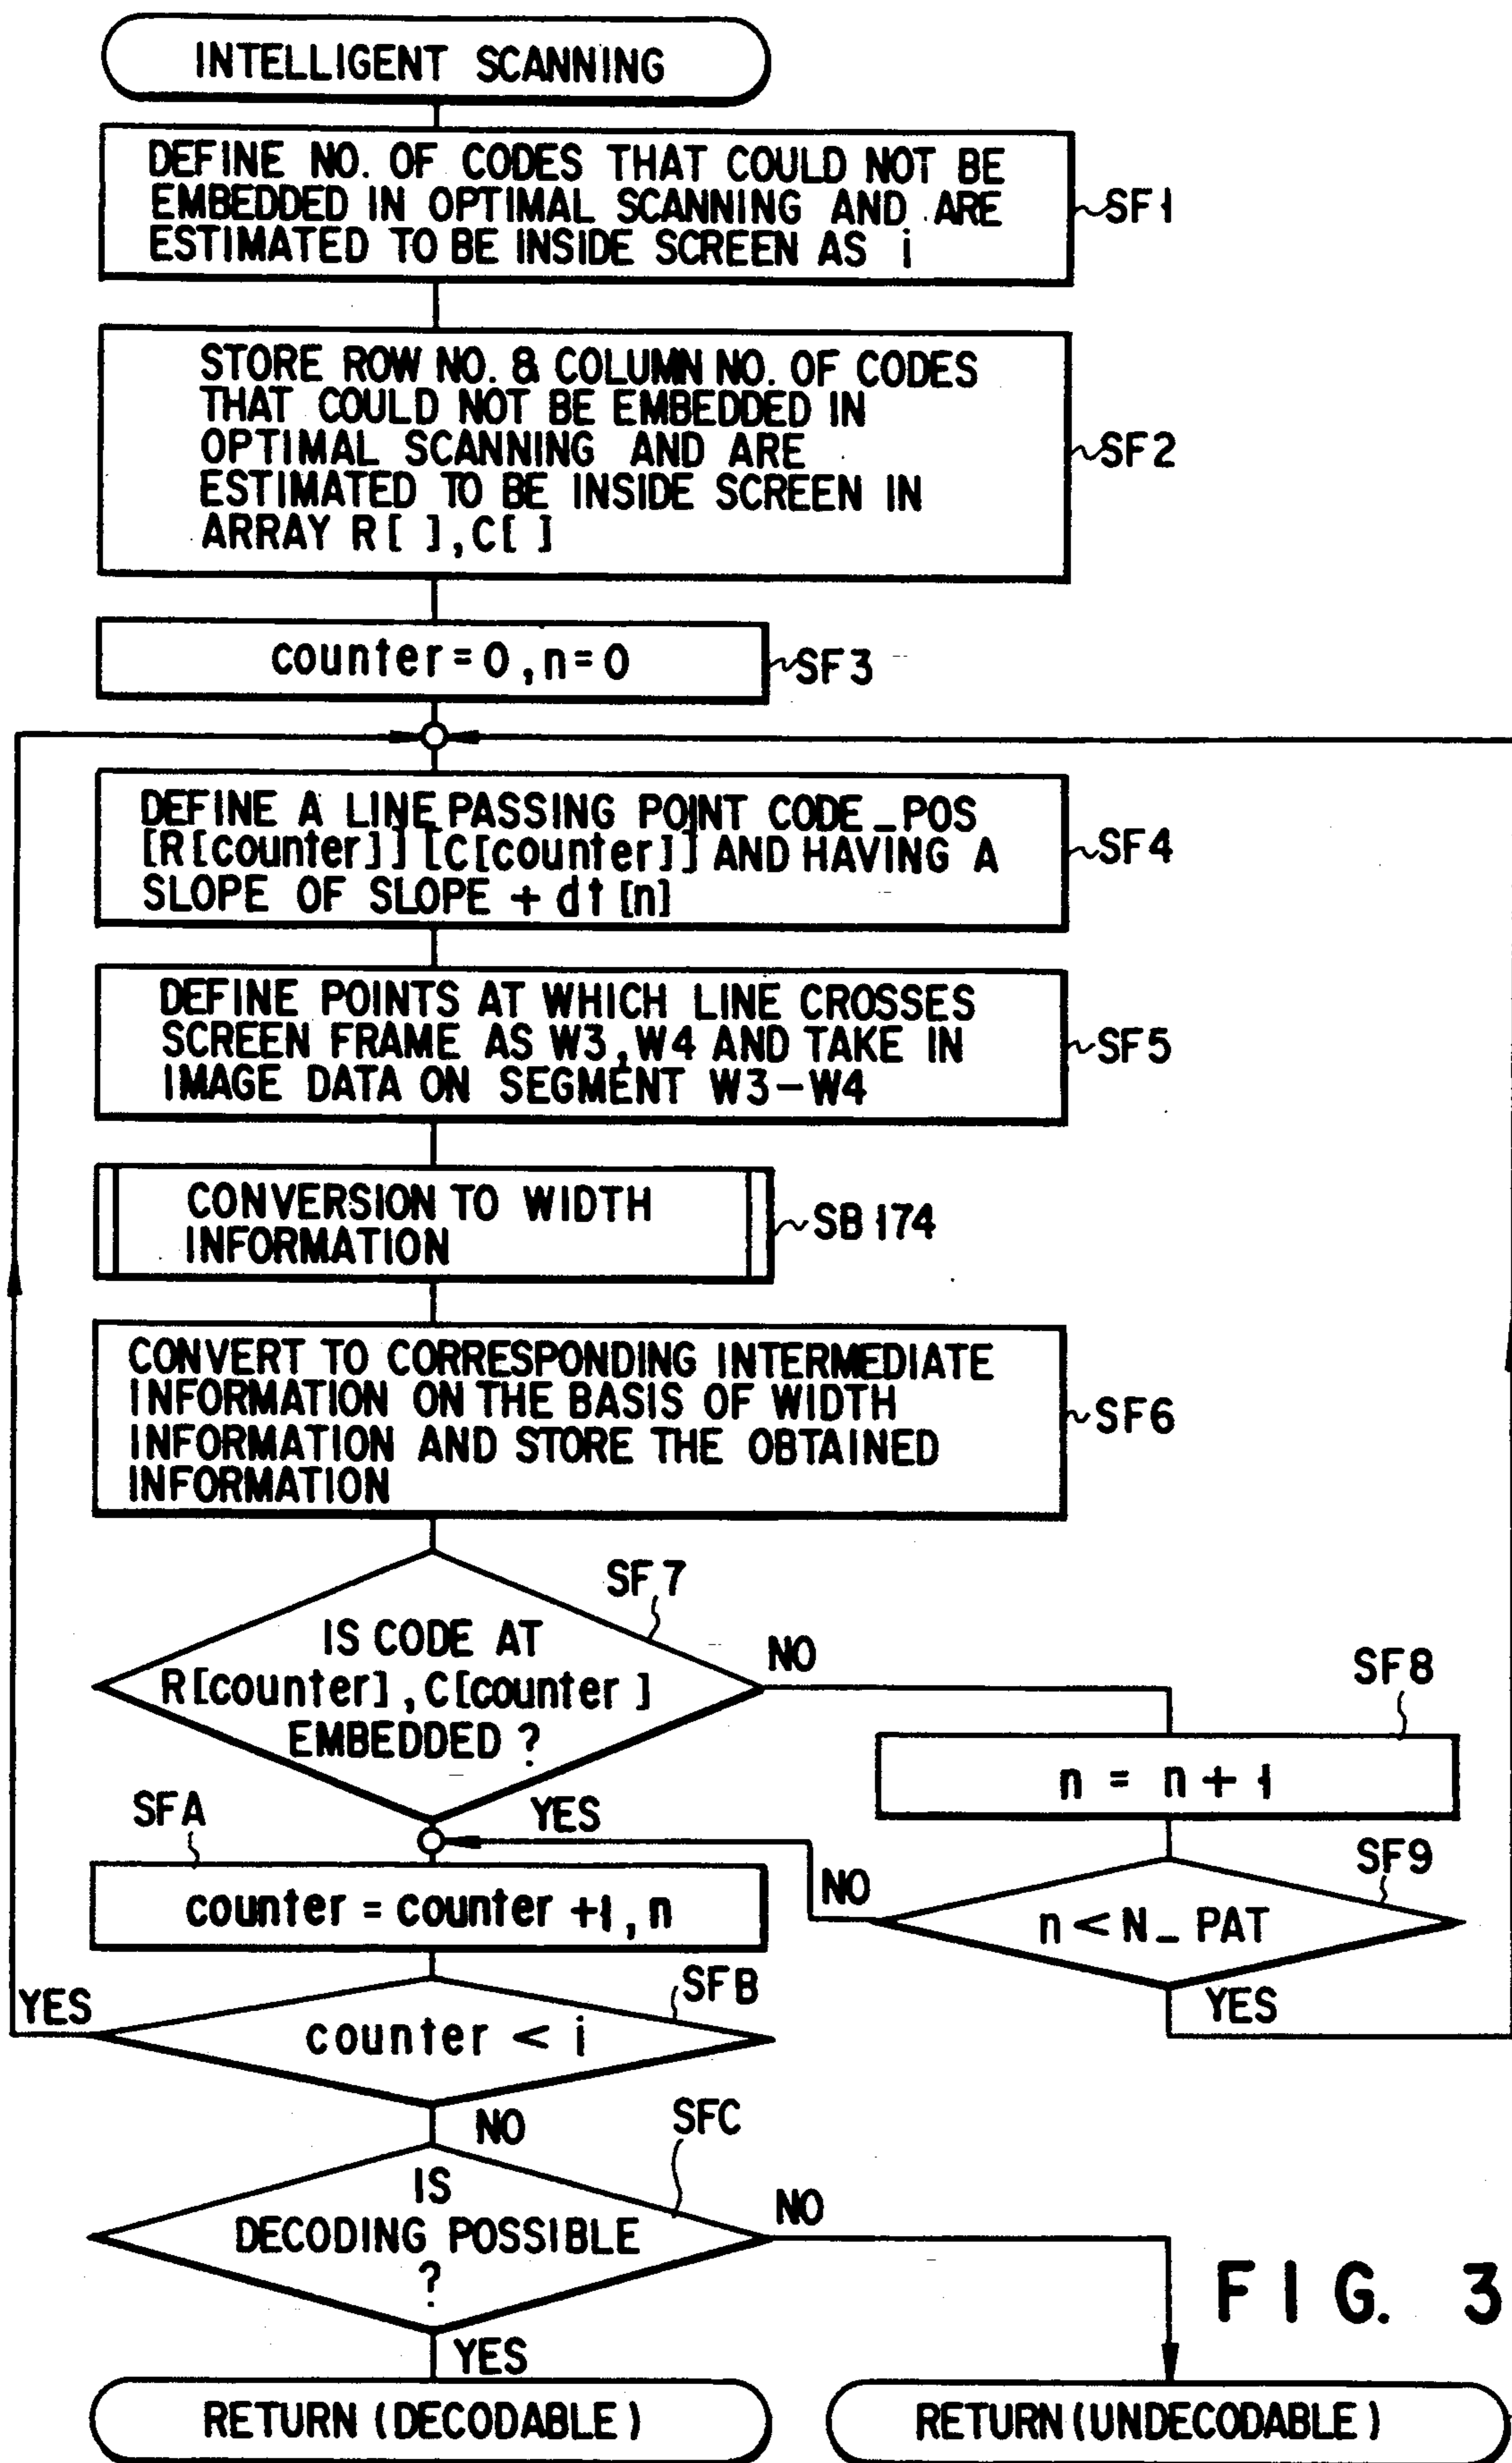 INTELLIGENT SCANNING
DEFINE NO. OF CODES THAT COULD NOT BE
EMBEDDED IN OPTIMAL SCANNING AND ARE
ESTIMATED TO BE INSIDE SCREEN AS i
SF1
STORE ROW NO. & COLUMN NO. OF CODES
THAT COULD NOT BE EMBEDDED IN
OPTIMAL SCANNING AND ARE
ESTIMATED TO BE INSIDE SCREEN IN
ARRAY R[ ], C[ ]
SF2
counter = 0, n = 0
SF3
DEFINE A LINE PASSING POINT CODE_POS
[R[counter]] [C[counter]] AND HAVING A
SLOPE OF SLOPE + dt [n]
SF4
DEFINE POINTS AT WHICH LINE CROSSES
SCREEN FRAME AS W3, W4 AND TAKE IN
IMAGE DATA ON SEGMENT W3-W4
SF5
CONVERSION TO WIDTH
INFORMATION
SB174
CONVERT TO CORRESPONDING INTERMEDIATE
INFORMATION ON THE BASIS OF WIDTH
INFORMATION AND STORE THE OBTAINED
INFORMATION
SF6
SF7
IS CODE AT
R[counter], C[counter ]
EMBEDDED ?
NO
YES
SF8
n = n + 1
SF9
n < N_PAT
NO
YES
SFA
counter = counter +1, n
SFB
counter < i
YES
NO
SFC
IS
DECODING POSSIBLE
?
NO
YES
RETURN (DECODABLE)
RETURN (UNDECODABLE)
FIG. 3